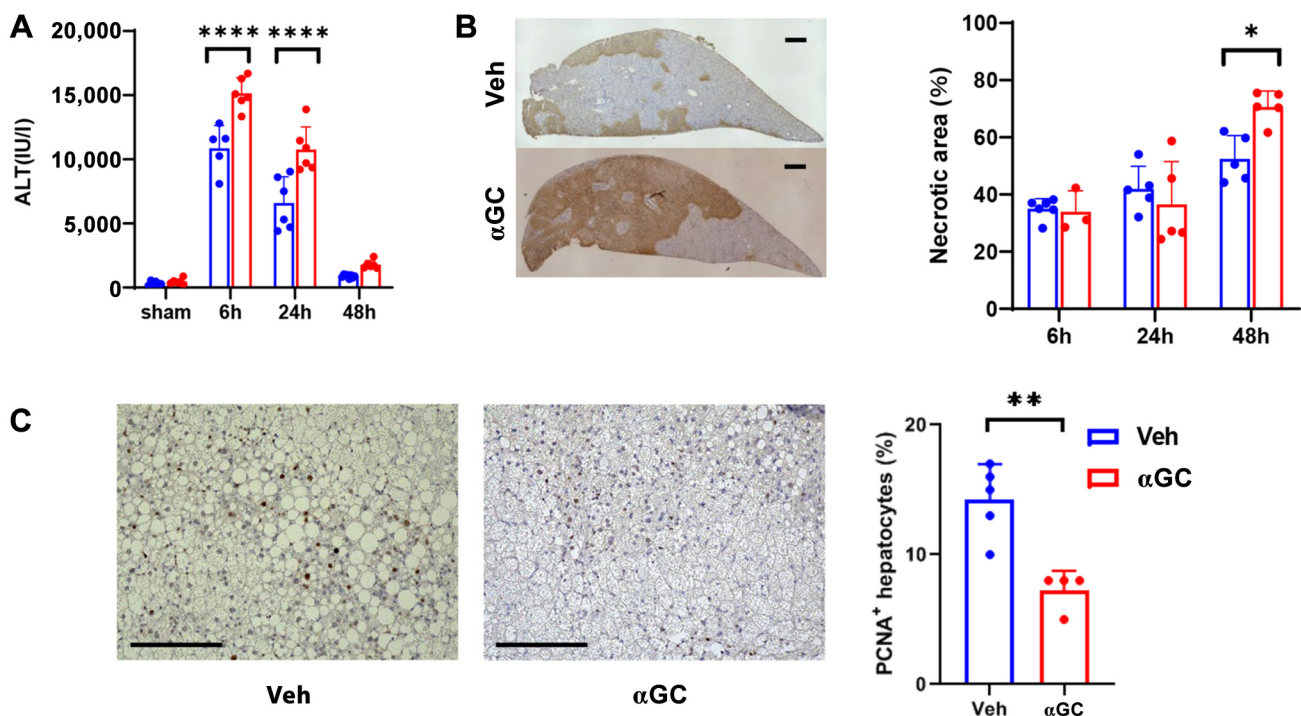 A
ALT(IU/l)
20,000
15,000
10,000
5,000
0
**** ****
sham 6h 24h 48h
B
Veh
αGC
Necrotic area (%)
100
80
60
40
20
0
*
6h 24h 48h
C
Veh
αGC
PCNA+ hepatocytes (%)
20
10
0
**
Veh αGC
Veh
αGC